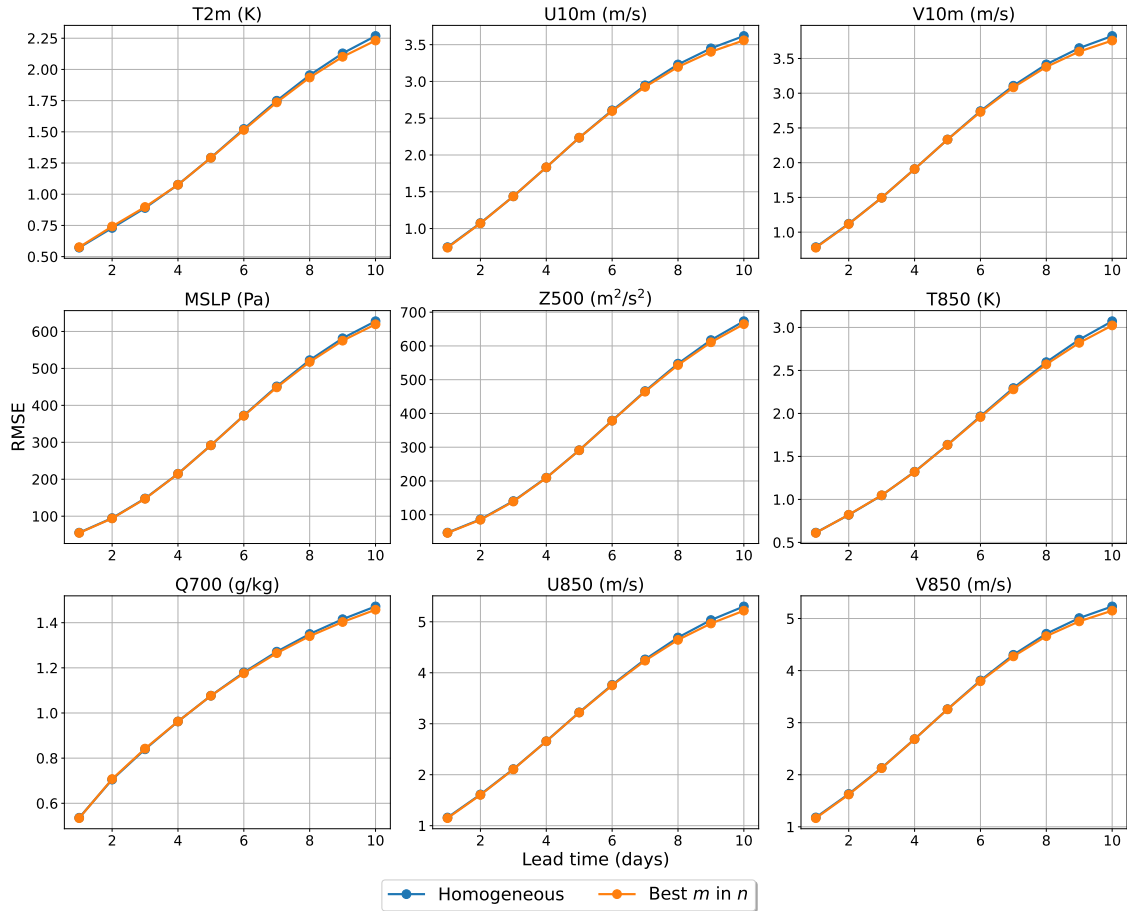 T2m (K)
U10m (m/s)
V10m (m/s)
2.25
2.00
1.75
1.50
1.25
1.00
0.75
0.50
2 4 6 8 10
3.5
3.0
2.5
2.0
1.5
1.0
2 4 6 8 10
3.5
3.0
2.5
2.0
1.5
1.0
2 4 6 8 10
MSLP (Pa)
Z500 (m²/s²)
T850 (K)
RMSE
600
500
400
300
200
100
2 4 6 8 10
700
600
500
400
300
200
100
2 4 6 8 10
3.0
2.5
2.0
1.5
1.0
0.5
2 4 6 8 10
Q700 (g/kg)
U850 (m/s)
V850 (m/s)
1.4
1.2
1.0
0.8
0.6
2 4 6 8 10
5
4
3
2
1
2 4 6 8 10
5
4
3
2
1
2 4 6 8 10
Lead time (days)
Homogeneous
Best m in n